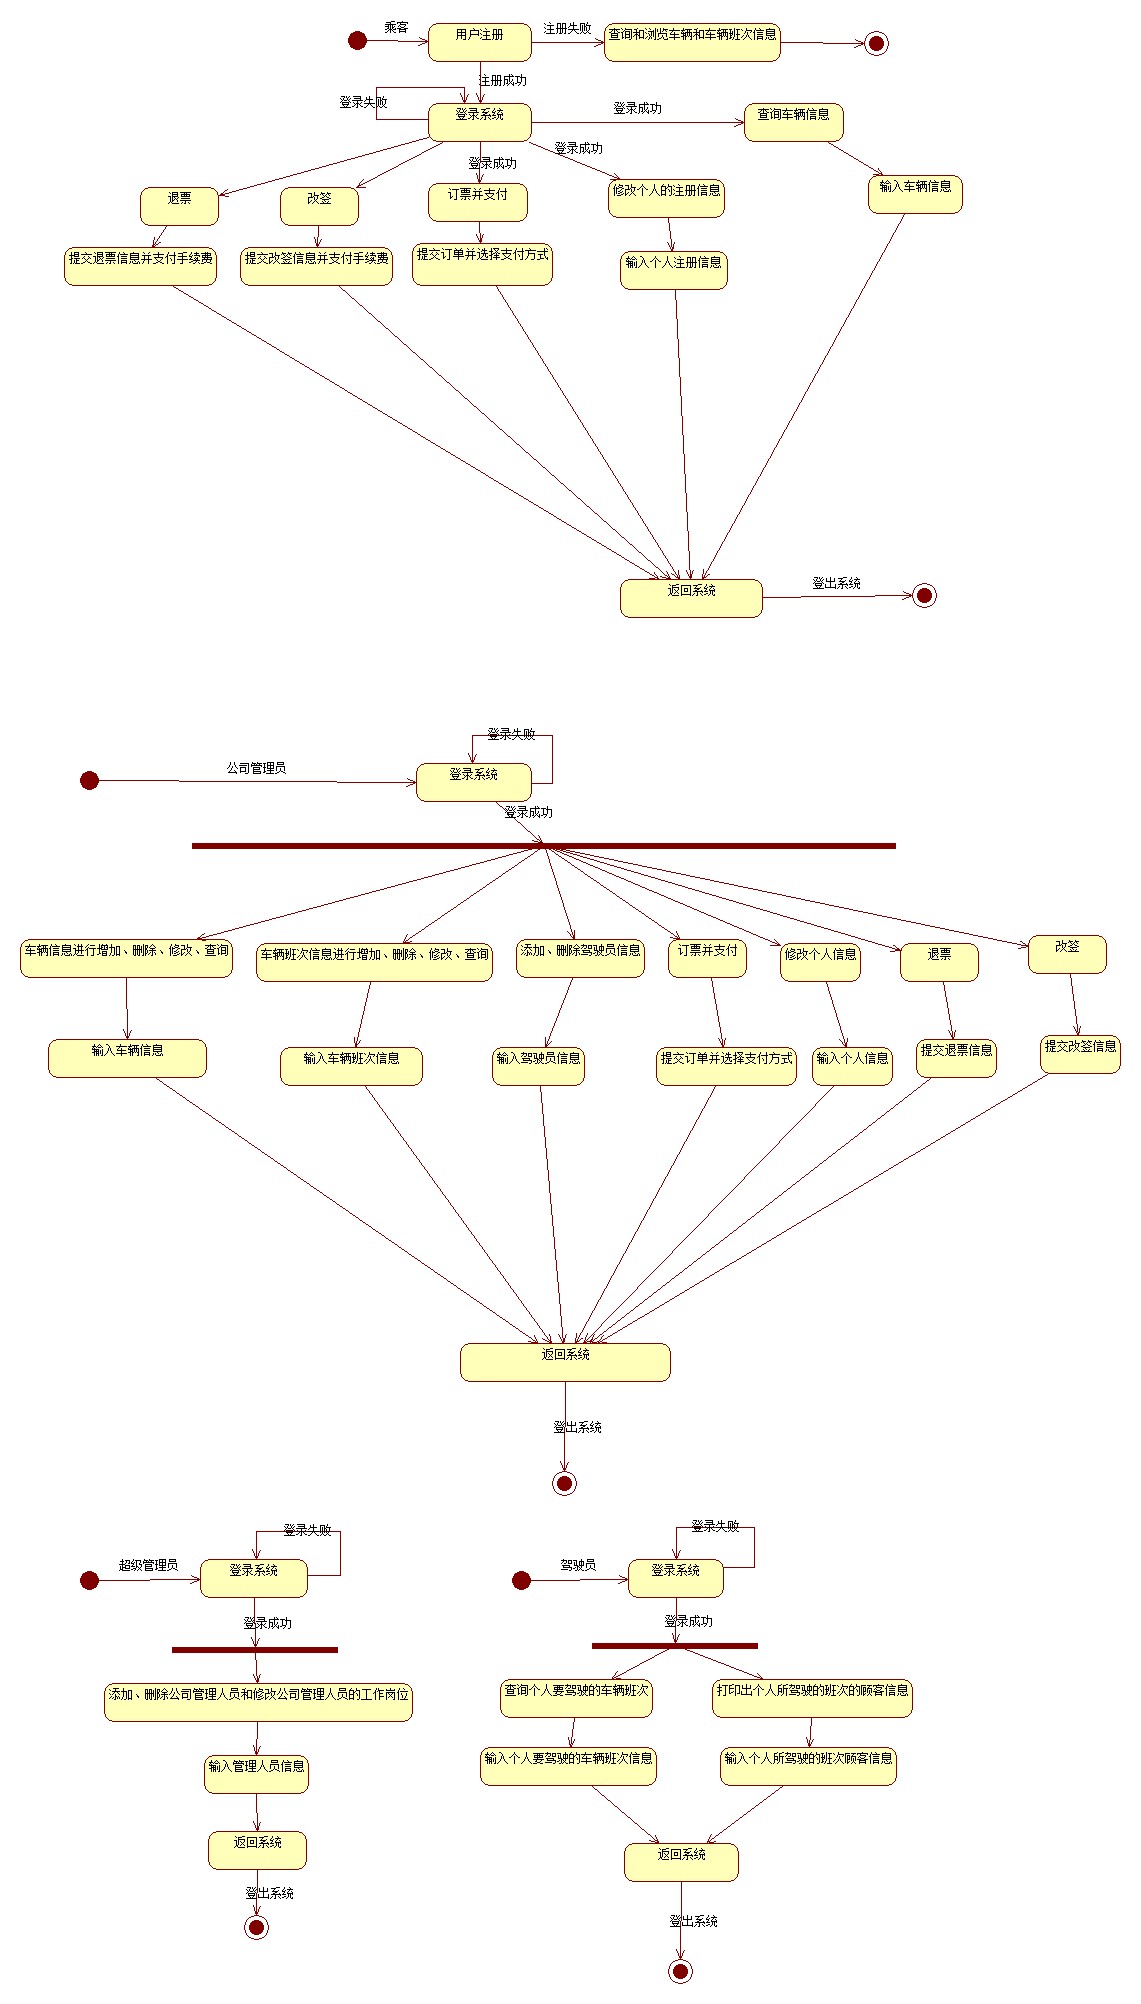 乘客
用户注册
注册失败
查询和浏览车辆和车辆班次信息
注册成功
登录失败
登录系统
登录成功
查询车辆信息
登录成功
登录成功
退票
改签
订票并支付
修改个人的注册信息
输入车辆信息
提交退票信息并支付手续费
提交改签信息并支付手续费
提交订单并选择支付方式
输入个人注册信息
返回系统
登出系统
登录失败
公司管理员
登录系统
登录成功
车辆信息进行增加、删除、修改、查询
车辆班次信息进行增加、删除、修改、查询
添加、删除驾驶员信息
订票并支付
修改个人信息
退票
改签
输入车辆信息
输入车辆班次信息
输入驾驶员信息
提交订单并选择支付方式
输入个人信息
提交退票信息
提交改签信息
返回系统
登出系统
登录失败
超级管理员
登录系统
登录成功
添加、删除公司管理人员和修改公司管理人员的工作岗位
输入管理人员信息
返回系统
登出系统
登录失败
驾驶员
登录系统
登录成功
查询个人要驾驶的车辆班次
打印出个人所驾驶的班次的顾客信息
输入个人要驾驶的车辆班次信息
输入个人所驾驶的班次顾客信息
返回系统
登出系统